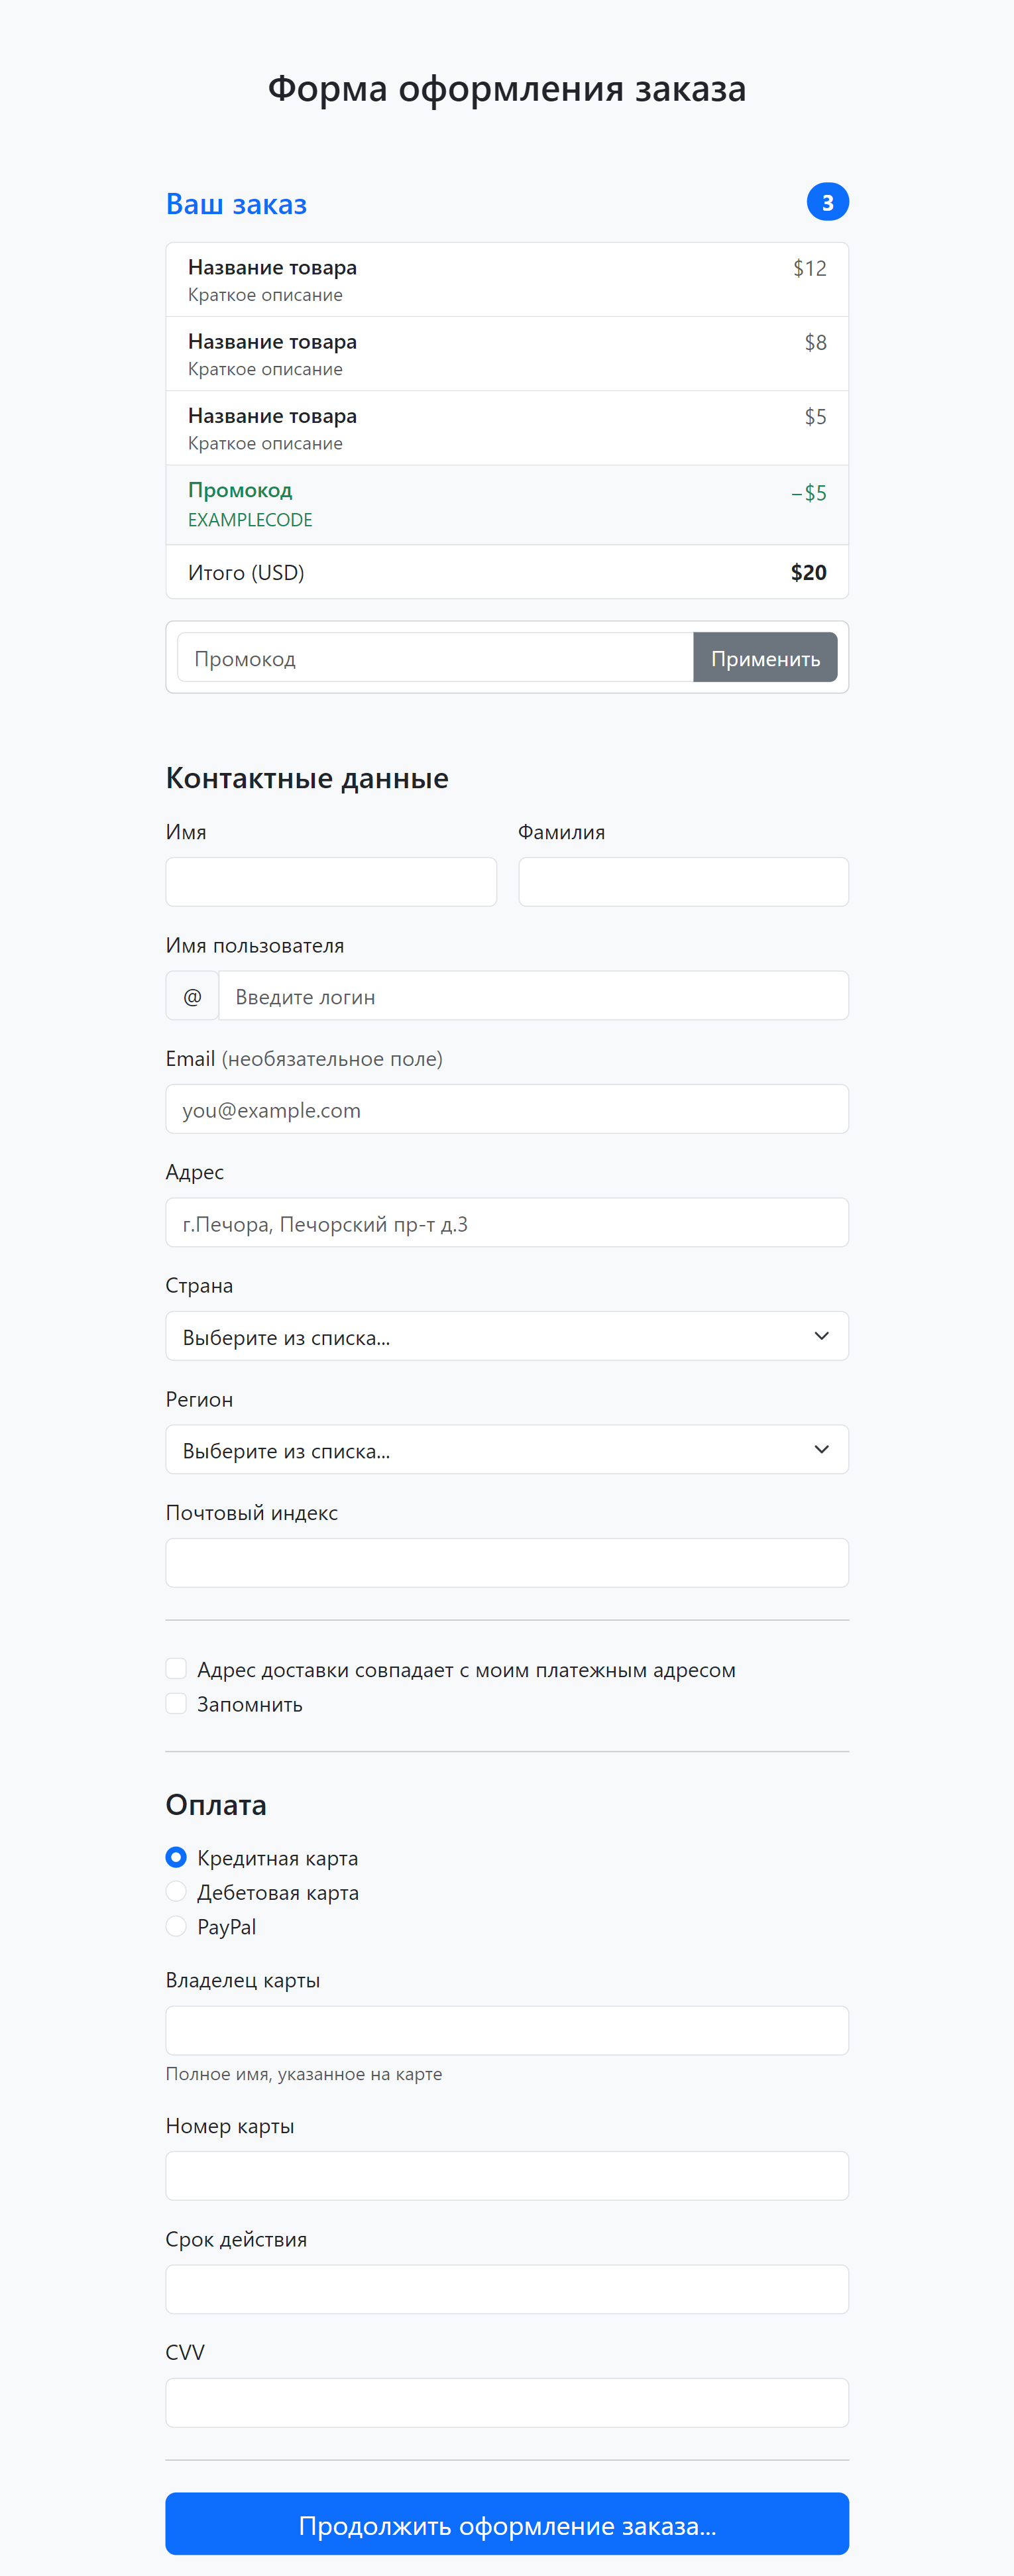 Форма оформления заказа
Ваш заказ 3
Название товара $12
Краткое описание
Название товара $8
Краткое описание
Название товара $5
Краткое описание
Промокод −$5
EXAMPLECODE
Итого (USD) $20
Промокод Применить
Контактные данные
Имя Фамилия
Имя пользователя
@ Введите логин
Email (необязательное поле)
you@example.com
Адрес
г.Печора, Печорский пр-т д.3
Страна
Выберите из списка...
Регион
Выберите из списка...
Почтовый индекс
Адрес доставки совпадает с моим платежным адресом
Запомнить
Оплата
Кредитная карта
Дебетовая карта
PayPal
Владелец карты
Полное имя, указанное на карте
Номер карты
Срок действия
CVV
Продолжить оформление заказа...